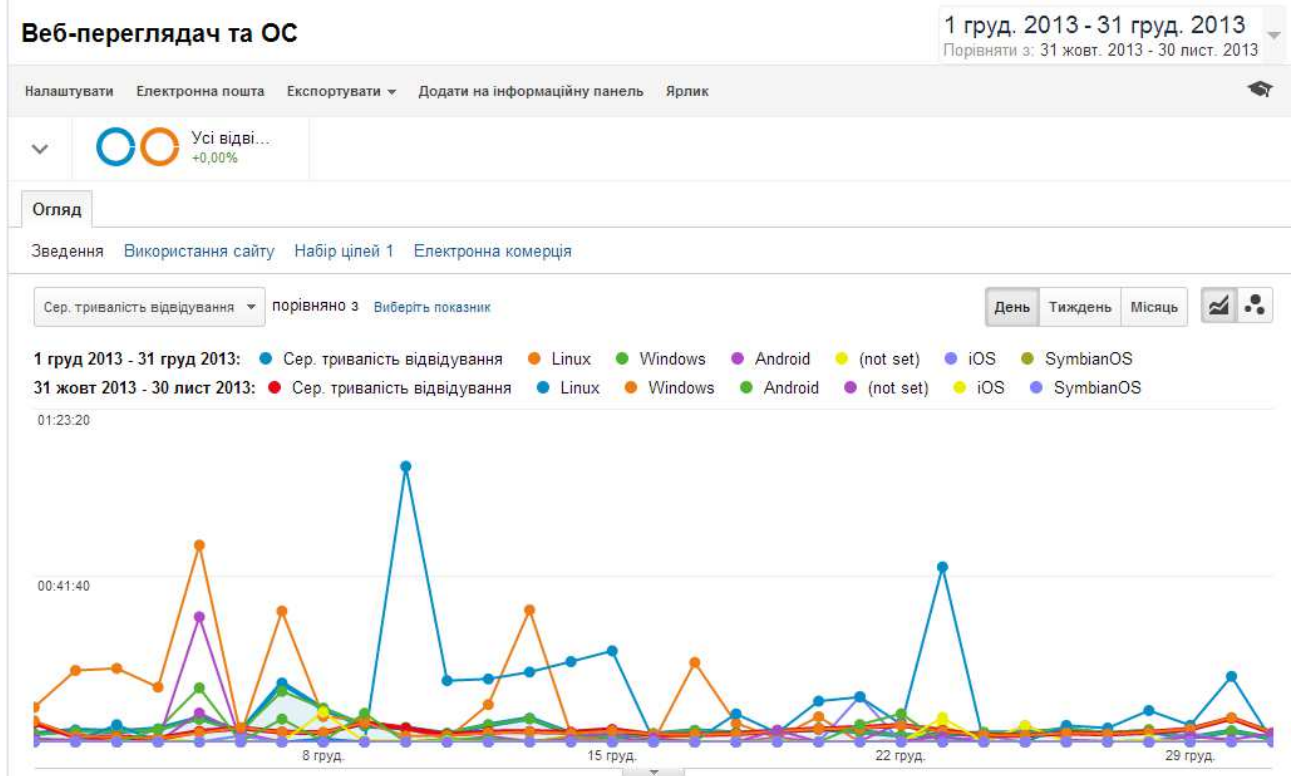 Веб-переглядач та ОС
1 груд. 2013 - 31 груд. 2013
Порівняти з: 31 жовт. 2013 - 30 лист. 2013
Налаштувати Електронна пошта Експортувати Додати на інформаційну панель Ярлик
Усі відві...
+0,00%
Огляд
Зведення Використання сайту Набір цілей 1 Електронна комерція
Сер. тривалість відвідування порівняно з Виберіть показник День Тиждень Місяць
1 груд 2013 - 31 груд 2013: Сер. тривалість відвідування Linux Windows Android (not set) iOS SymbianOS
31 жовт 2013 - 30 лист 2013: Сер. тривалість відвідування Linux Windows Android (not set) iOS SymbianOS
01:23:20
00:41:40
8 груд. 15 груд. 22 груд. 29 груд.